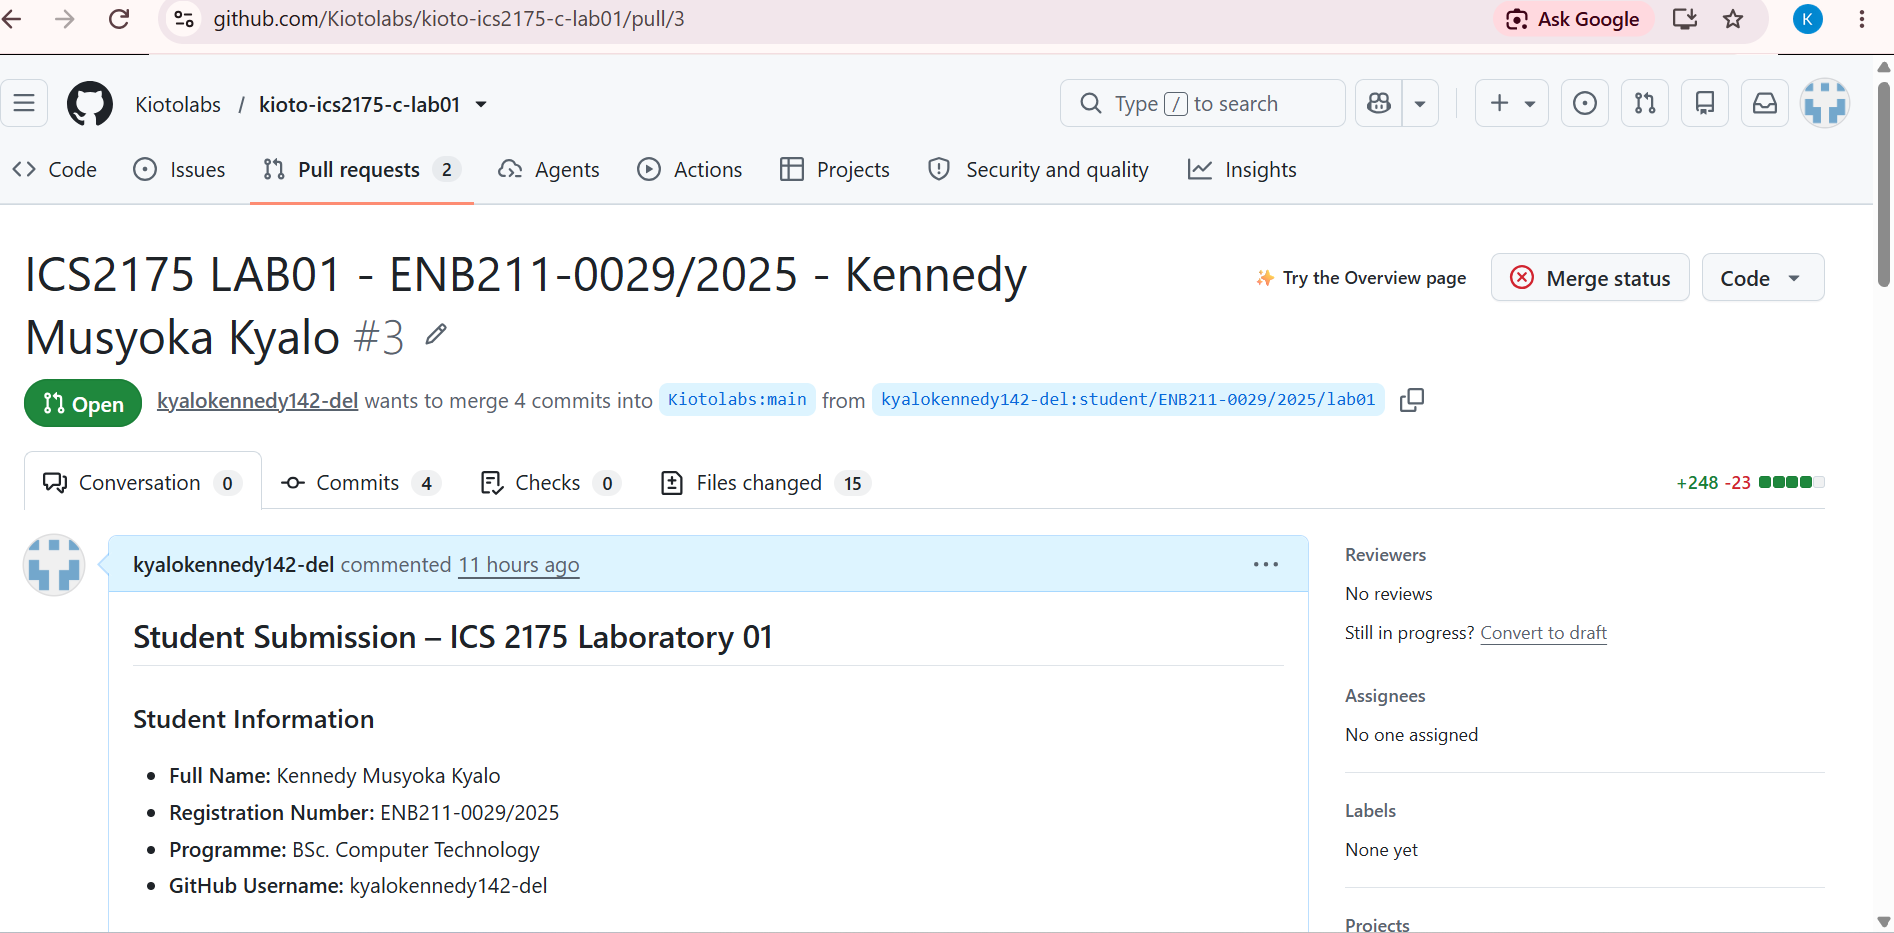 github.com/Kiotolabs/kioto-ics2175-c-lab01/pull/3
Ask Google
K
Kiotolabs / kioto-ics2175-c-lab01
Type / to search
Code
Issues
Pull requests 2
Agents
Actions
Projects
Security and quality
Insights
ICS2175 LAB01 - ENB211-0029/2025 - Kennedy
Musyoka Kyalo #3
Try the Overview page
Merge status
Code
Open
kyalokennedy142-del wants to merge 4 commits into Kiotolabs:main from kyalokennedy142-del:student/ENB211-0029/2025/lab01
Conversation 0
Commits 4
Checks 0
Files changed 15
+248 -23
kyalokennedy142-del commented 11 hours ago
Student Submission – ICS 2175 Laboratory 01
Student Information
• Full Name: Kennedy Musyoka Kyalo
• Registration Number: ENB211-0029/2025
• Programme: BSc. Computer Technology
• GitHub Username: kyalokennedy142-del
Reviewers
No reviews
Still in progress? Convert to draft
Assignees
No one assigned
Labels
None yet
Projects